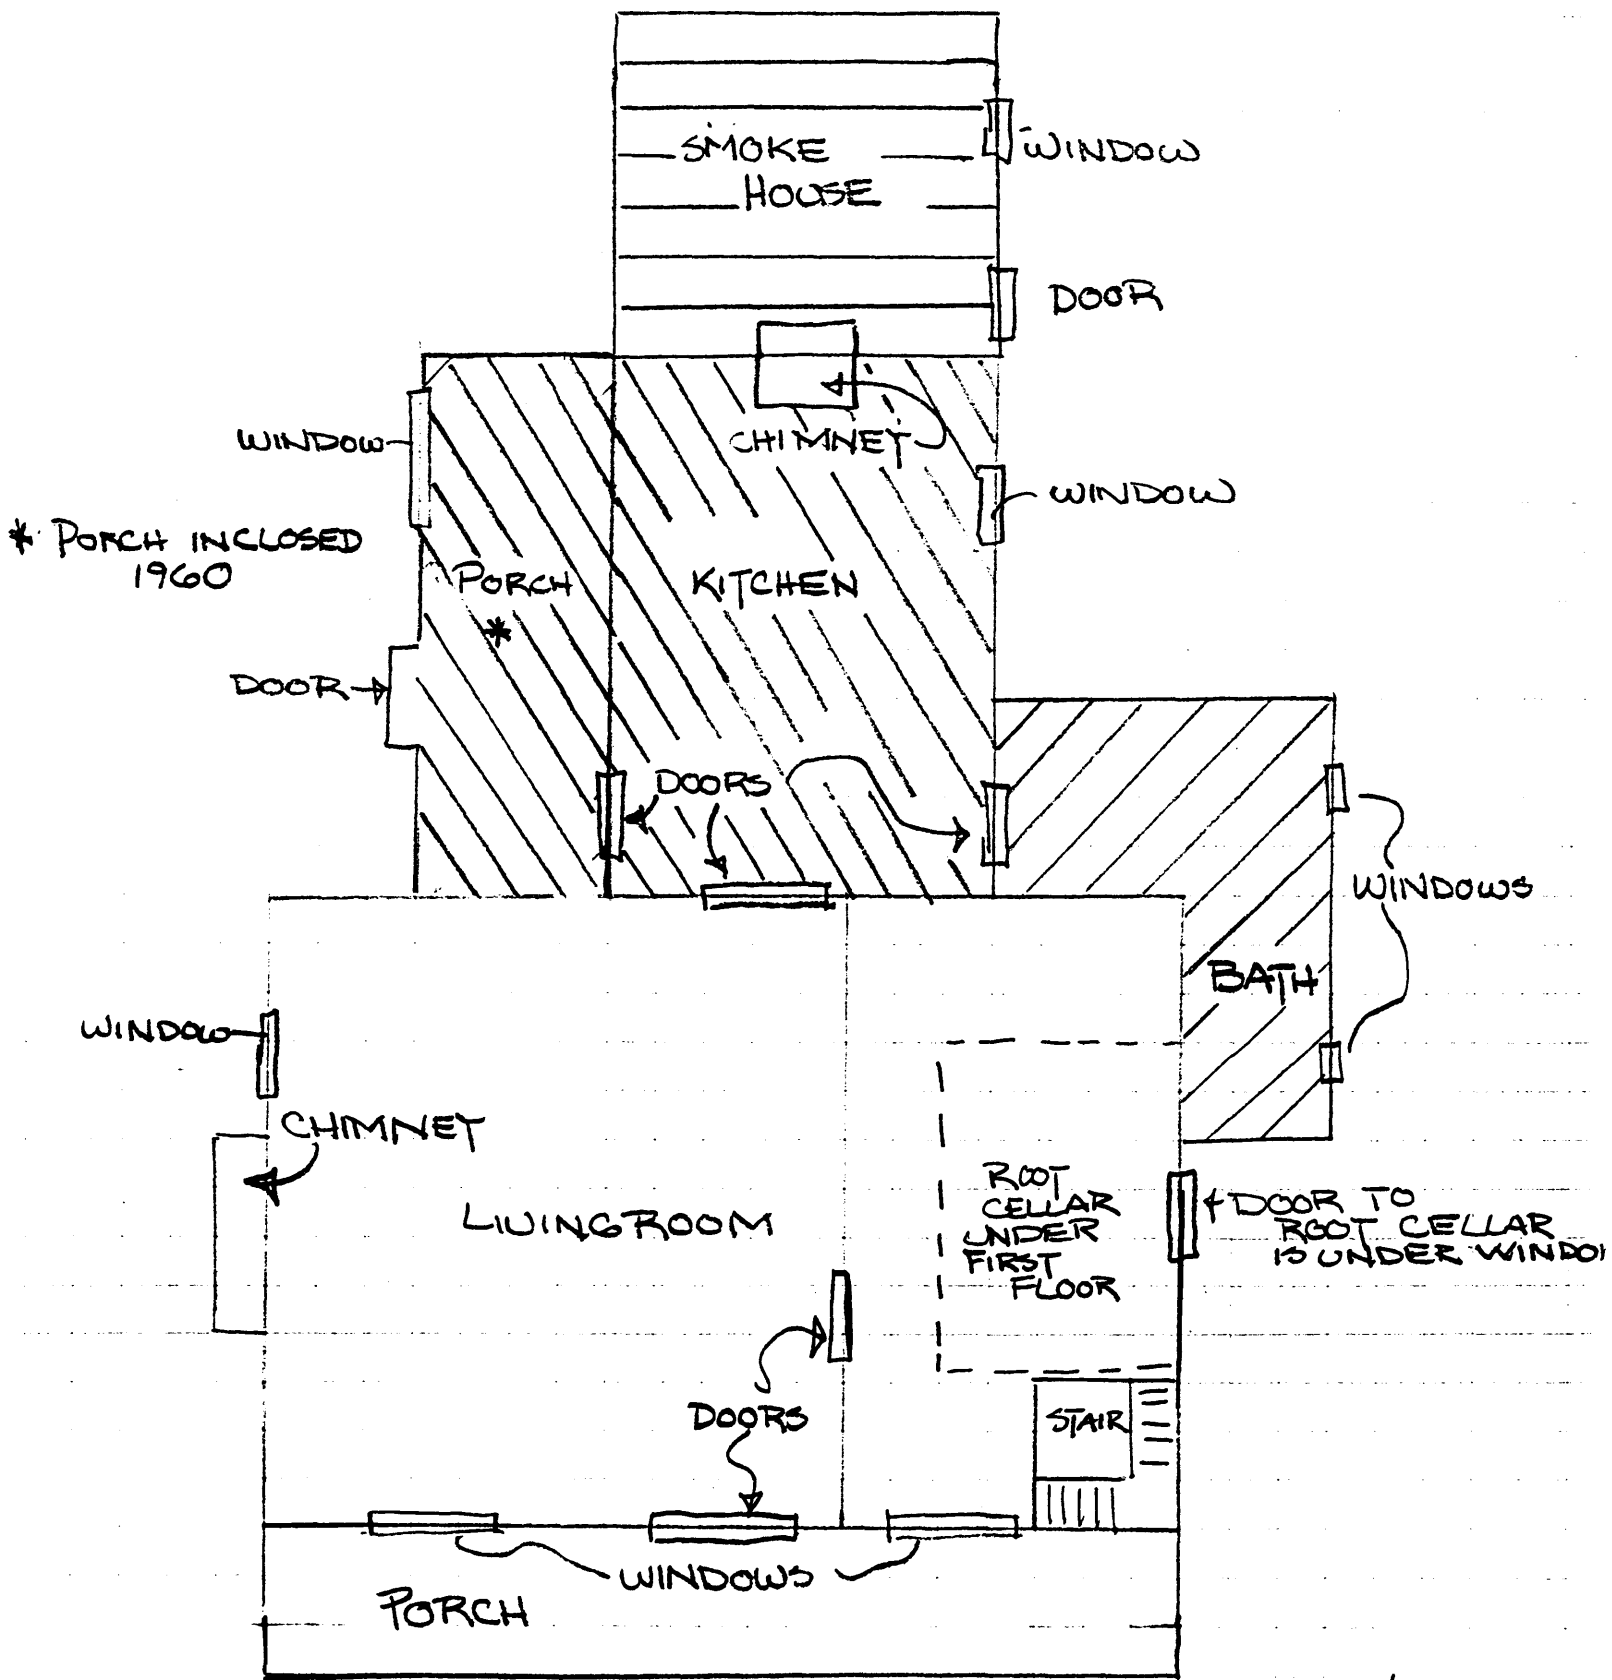 SMOKE
HOUSE
WINDOW
DOOR
WINDOW
CHIMNEY
WINDOW
* PORCH INCLOSED
1960
PORCH
*
KITCHEN
DOOR
DOORS
WINDOWS
BATH
WINDOW
CHIMNEY
LIVINGROOM
ROOT
CELLAR
UNDER
FIRST
FLOOR
DOOR TO
ROOT CELLAR
IS UNDER WINDO
DOORS
STAIR
WINDOWS
PORCH